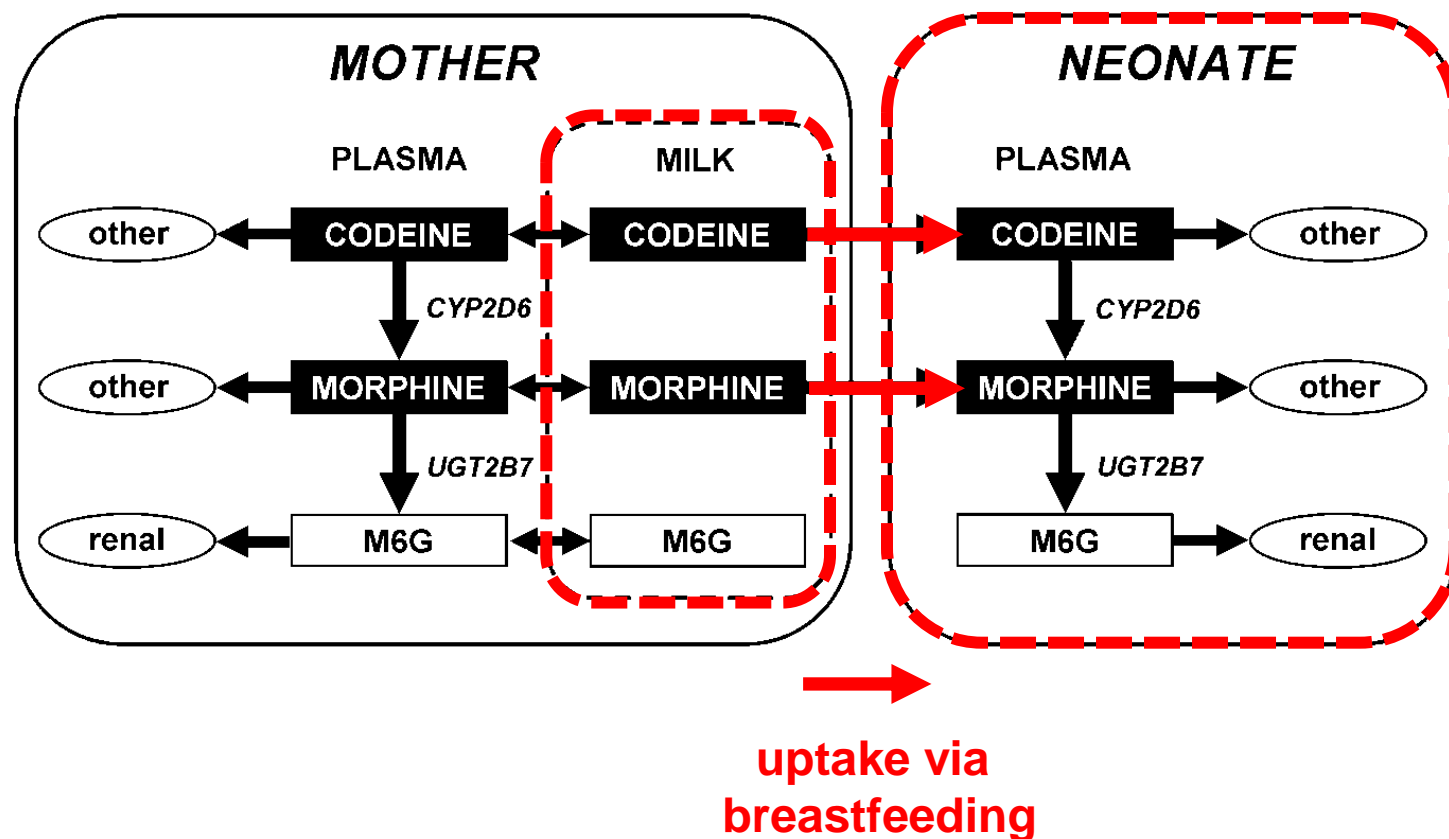 MOTHER
NEONATE
PLASMA
MILK
PLASMA
other
CODEINE
CODEINE
CODEINE
other
CYP2D6
CYP2D6
other
MORPHINE
MORPHINE
MORPHINE
other
UGT2B7
UGT2B7
renal
M6G
M6G
M6G
renal
uptake via
breastfeeding